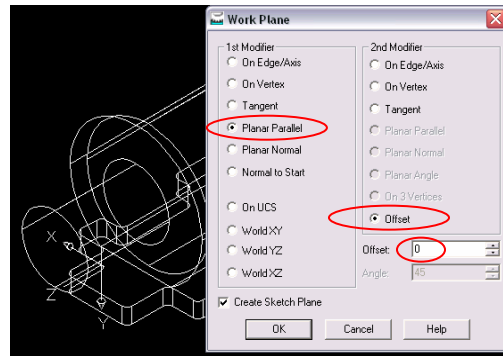 Work Plane
1st Modifier
On Edge/Axis
On Vertex
Tangent
Planar Parallel
Planar Normal
Normal to Start
On UCS
World XY
World YZ
World XZ
2nd Modifier
On Edge/Axis
On Vertex
Tangent
Planar Parallel
Planar Normal
Planar Angle
On 3 Vertices
Offset
Offset: 0
Angle: 45
Create Sketch Plane
OK Cancel Help
X
Z
Y